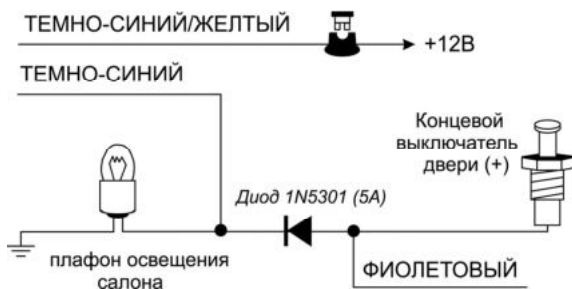 ТЕМНО-СИНИЙ/ЖЕЛТЫЙ
+12В
ТЕМНО-СИНИЙ
Концевой
выключатель
двери (+)
Диод 1N5301 (5А)
плафон освещения
салона
ФИОЛЕТОВЫЙ